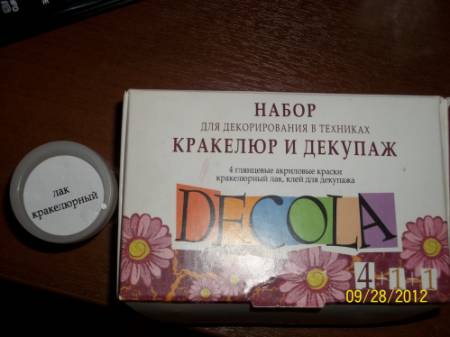 лак
кракелюрный
НАБОР
ДЛЯ ДЕКОРИРОВАНИЯ В ТЕХНИКАХ
КРАКЕЛЮР И ДЕКУПАЖ
4 глянцевые акриловые краски
кракелюрный лак, клей для декупажа
DECOLA
4+1+1
09/28/2012